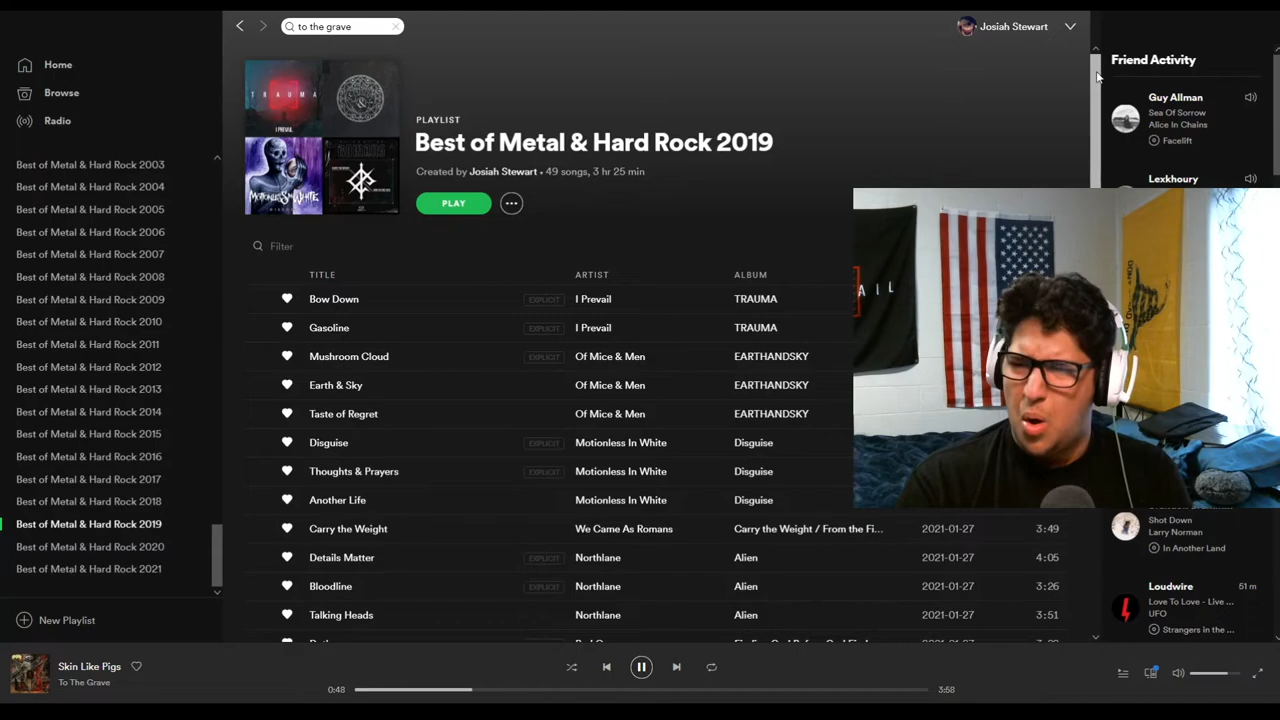 to the grave
Josiah Stewart
Home
Browse
Radio
Best of Metal & Hard Rock 2003
Best of Metal & Hard Rock 2004
Best of Metal & Hard Rock 2005
Best of Metal & Hard Rock 2006
Best of Metal & Hard Rock 2007
Best of Metal & Hard Rock 2008
Best of Metal & Hard Rock 2009
Best of Metal & Hard Rock 2010
Best of Metal & Hard Rock 2011
Best of Metal & Hard Rock 2012
Best of Metal & Hard Rock 2013
Best of Metal & Hard Rock 2014
Best of Metal & Hard Rock 2015
Best of Metal & Hard Rock 2016
Best of Metal & Hard Rock 2017
Best of Metal & Hard Rock 2018
Best of Metal & Hard Rock 2019
Best of Metal & Hard Rock 2020
Best of Metal & Hard Rock 2021
New Playlist
TRAUMA
I PREVAIL
PLAYLIST
Best of Metal & Hard Rock 2019
Created by Josiah Stewart • 49 songs, 3 hr 25 min
PLAY
Filter
TITLE ARTIST ALBUM
Bow Down EXPLICIT I Prevail TRAUMA
Gasoline EXPLICIT I Prevail TRAUMA
Mushroom Cloud EXPLICIT Of Mice & Men EARTHANDSKY
Earth & Sky Of Mice & Men EARTHANDSKY
Taste of Regret Of Mice & Men EARTHANDSKY
Disguise EXPLICIT Motionless In White Disguise
Thoughts & Prayers EXPLICIT Motionless In White Disguise
Another Life Motionless In White Disguise
Carry the Weight We Came As Romans Carry the Weight / From the Fi... 2021-01-27 3:49
Details Matter EXPLICIT Northlane Alien 2021-01-27 4:05
Bloodline EXPLICIT Northlane Alien 2021-01-27 3:26
Talking Heads Northlane Alien 2021-01-27 3:51
Friend Activity
Guy Allman
Sea Of Sorrow
Alice In Chains
Facelift
Lexkhoury
AIL
Shot Down
Larry Norman
In Another Land
Loudwire 51 m
Love To Love - Live ...
UFO
Strangers in the ...
Skin Like Pigs
To The Grave
0:48
3:58